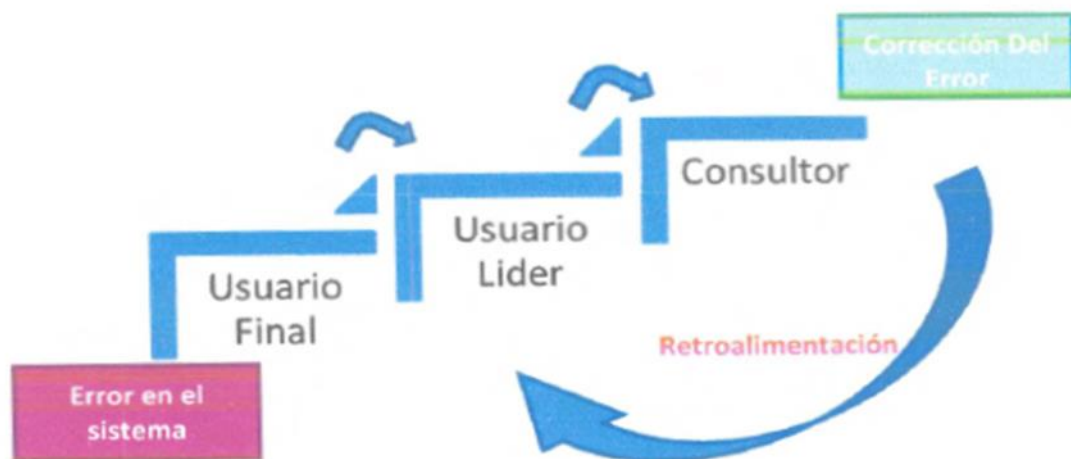 Corrección Del
Error
Consultor
Usuario
Lider
Usuario
Final
Retroalimentación
Error en el
sistema